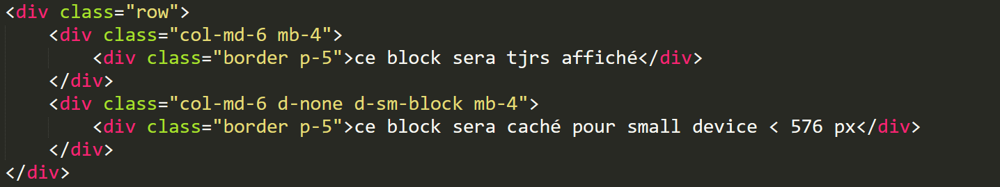 <div class="row">
    <div class="col-md-6 mb-4">
        <div class="border p-5">ce block sera tjrs affiché</div>
    </div>
    <div class="col-md-6 d-none d-sm-block mb-4">
        <div class="border p-5">ce block sera caché pour small device < 576 px</div>
    </div>
</div>